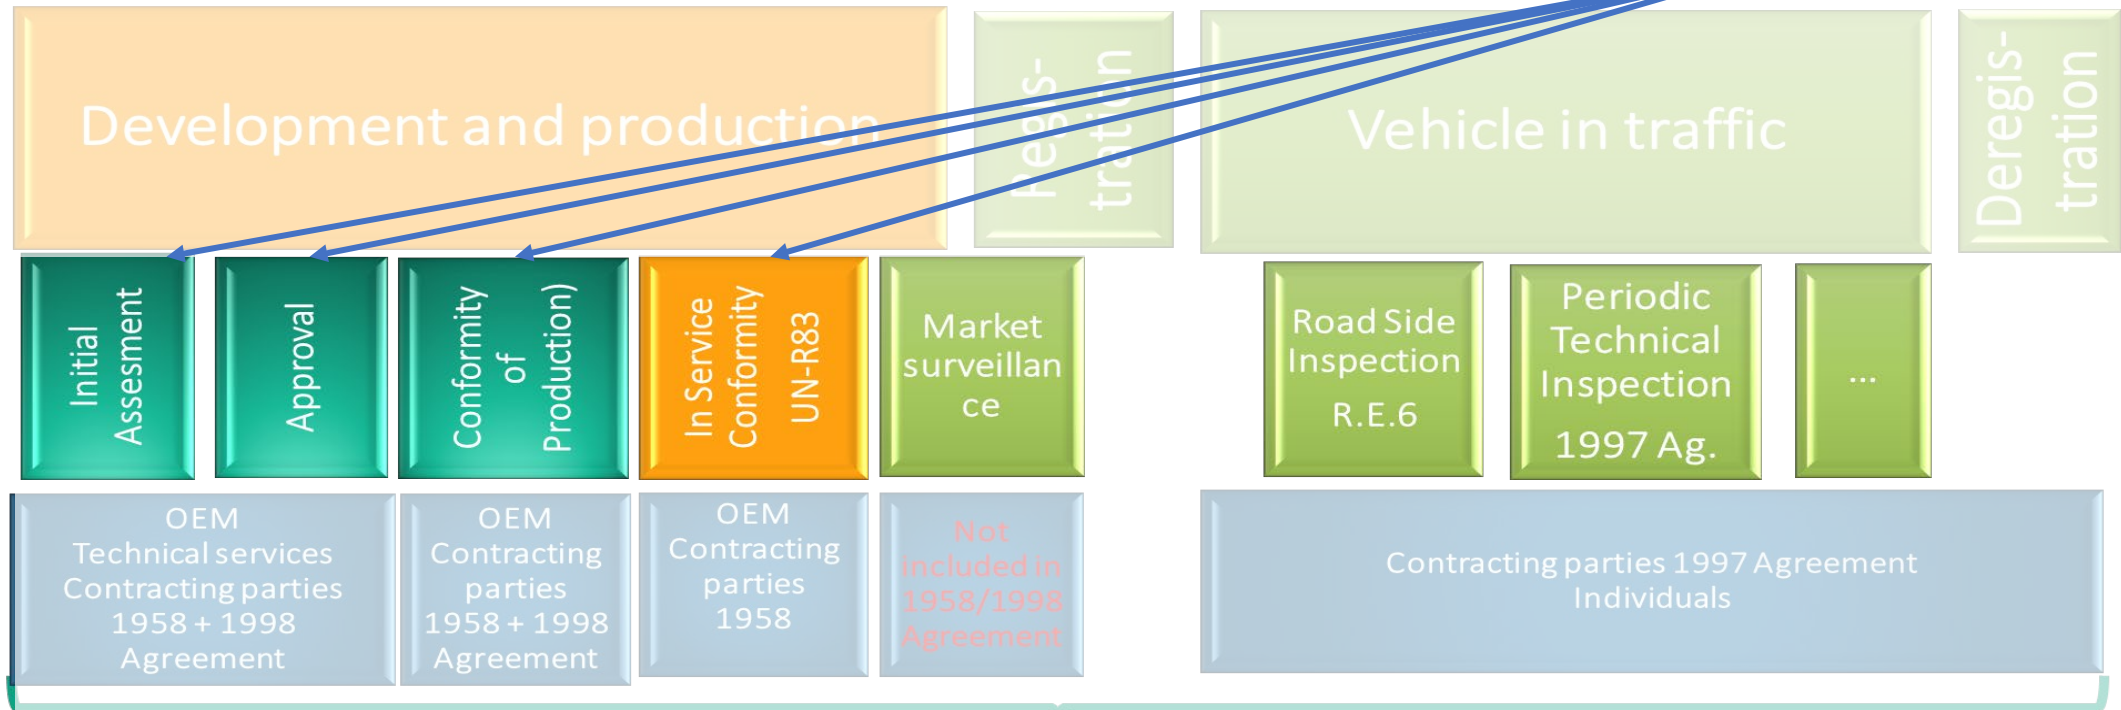 Development and production
Regis-
tration
Vehicle in traffic
Deregis-
tration
Initial
Assesment
Approval
Conformity
of
Production)
In Service
Conformity
UN-R83
Market
surveillan
ce
Road Side
Inspection
R.E.6
Periodic
Technical
Inspection
1997 Ag.
...
OEM
Technical services
Contracting parties
1958 + 1998
Agreement
OEM
Contracting
parties
1958 + 1998
Agreement
OEM
Contracting
parties
1958
Not
included in
1958/1998
Agreement
Contracting parties 1997 Agreement
Individuals